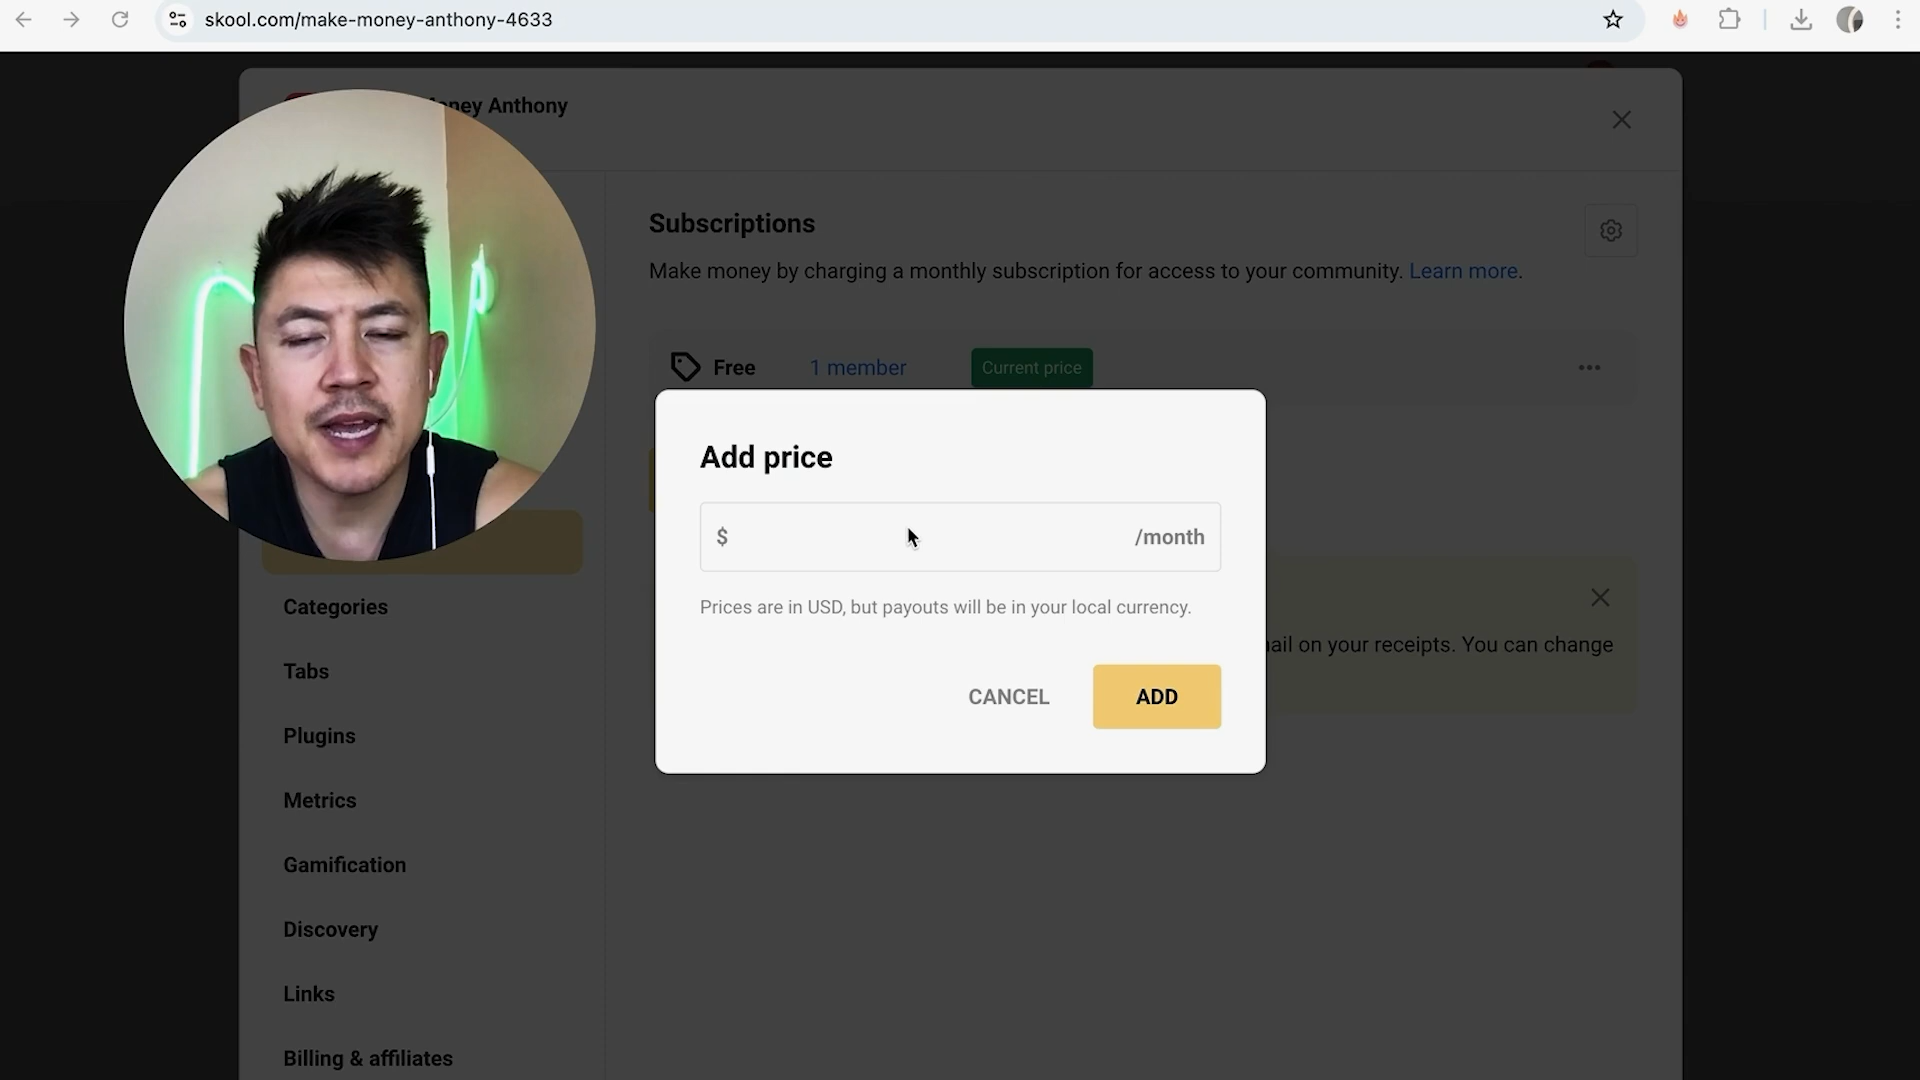 skool.com/make-money-anthony-4633
Money Anthony
Subscriptions
Make money by charging a monthly subscription for access to your community. Learn more.
Free 1 member Current price
Add price
$ /month
Prices are in USD, but payouts will be in your local currency.
on your receipts. You can change
CANCEL ADD
Categories
Tabs
Plugins
Metrics
Gamification
Discovery
Links
Billing & affiliates